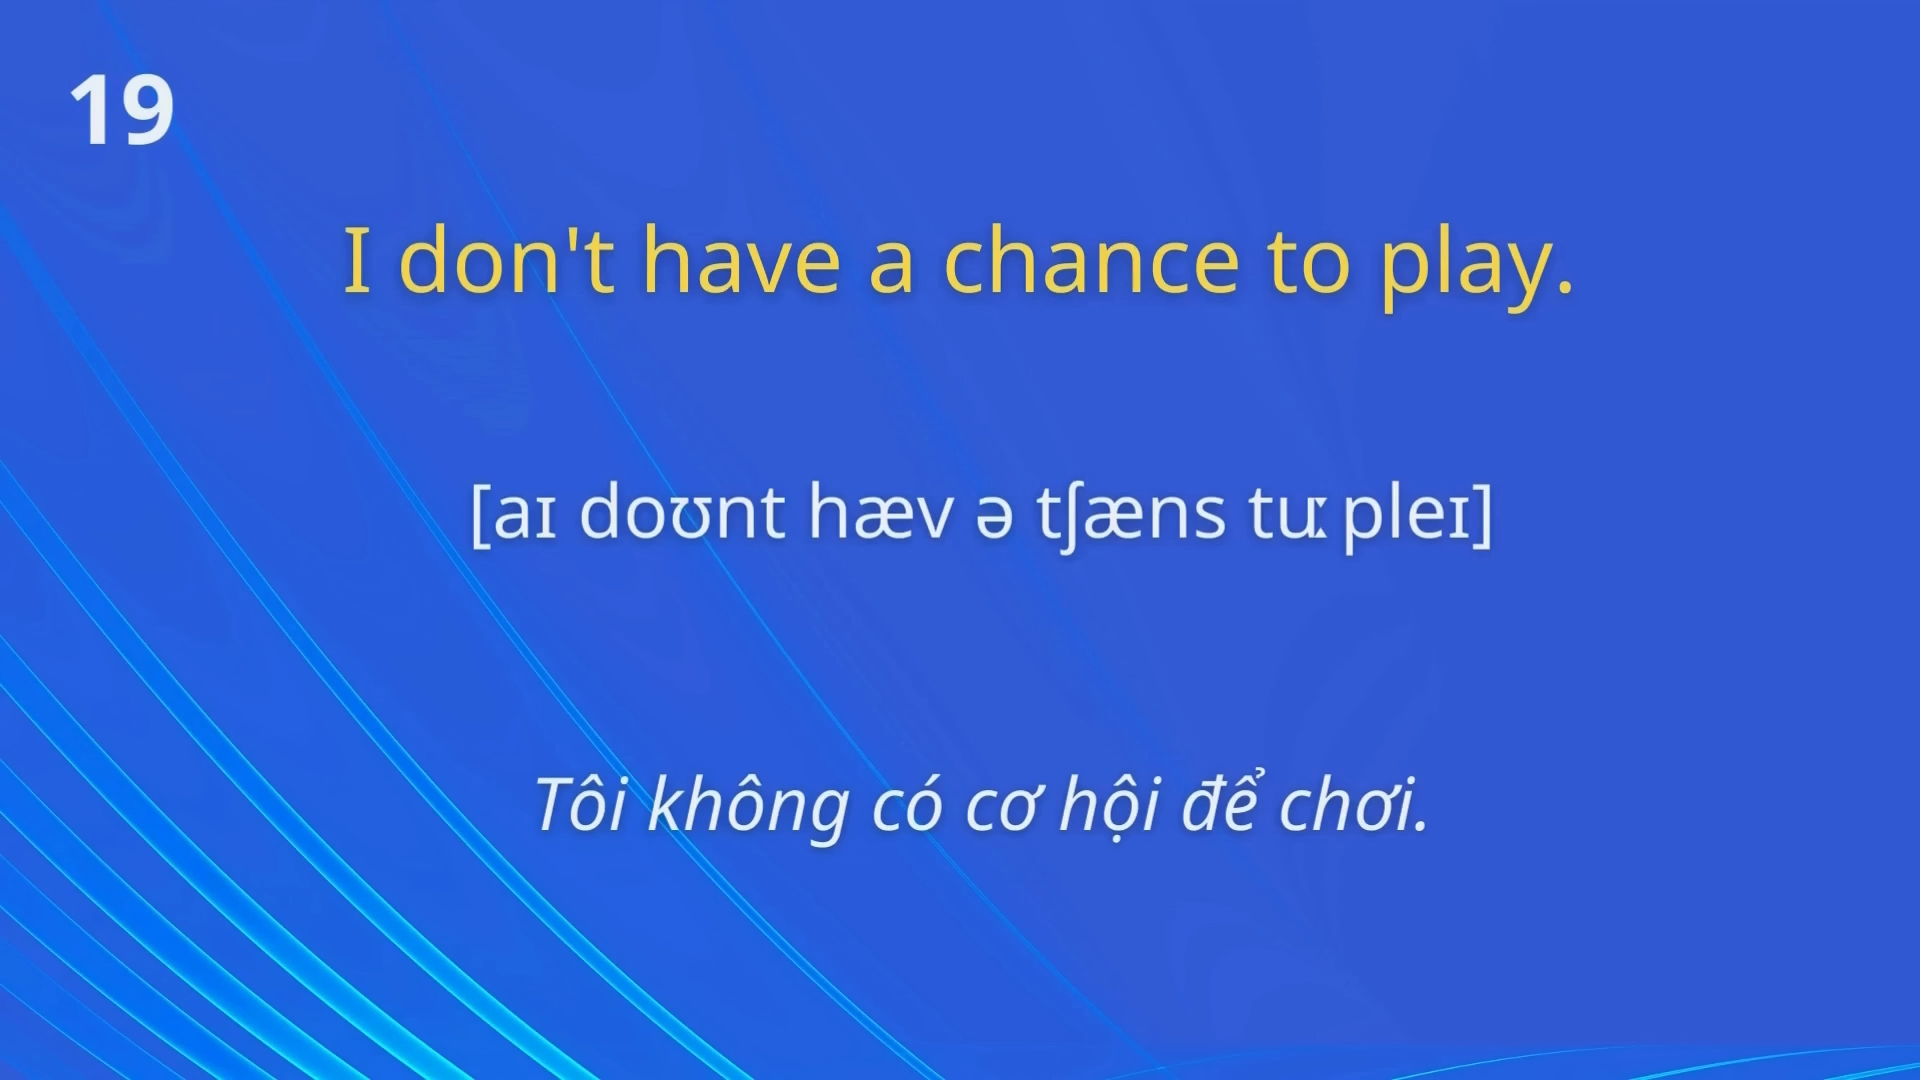 19
I don't have a chance to play.
[aɪ doʊnt hæv ə tʃæns tuː pleɪ]
Tôi không có cơ hội để chơi.